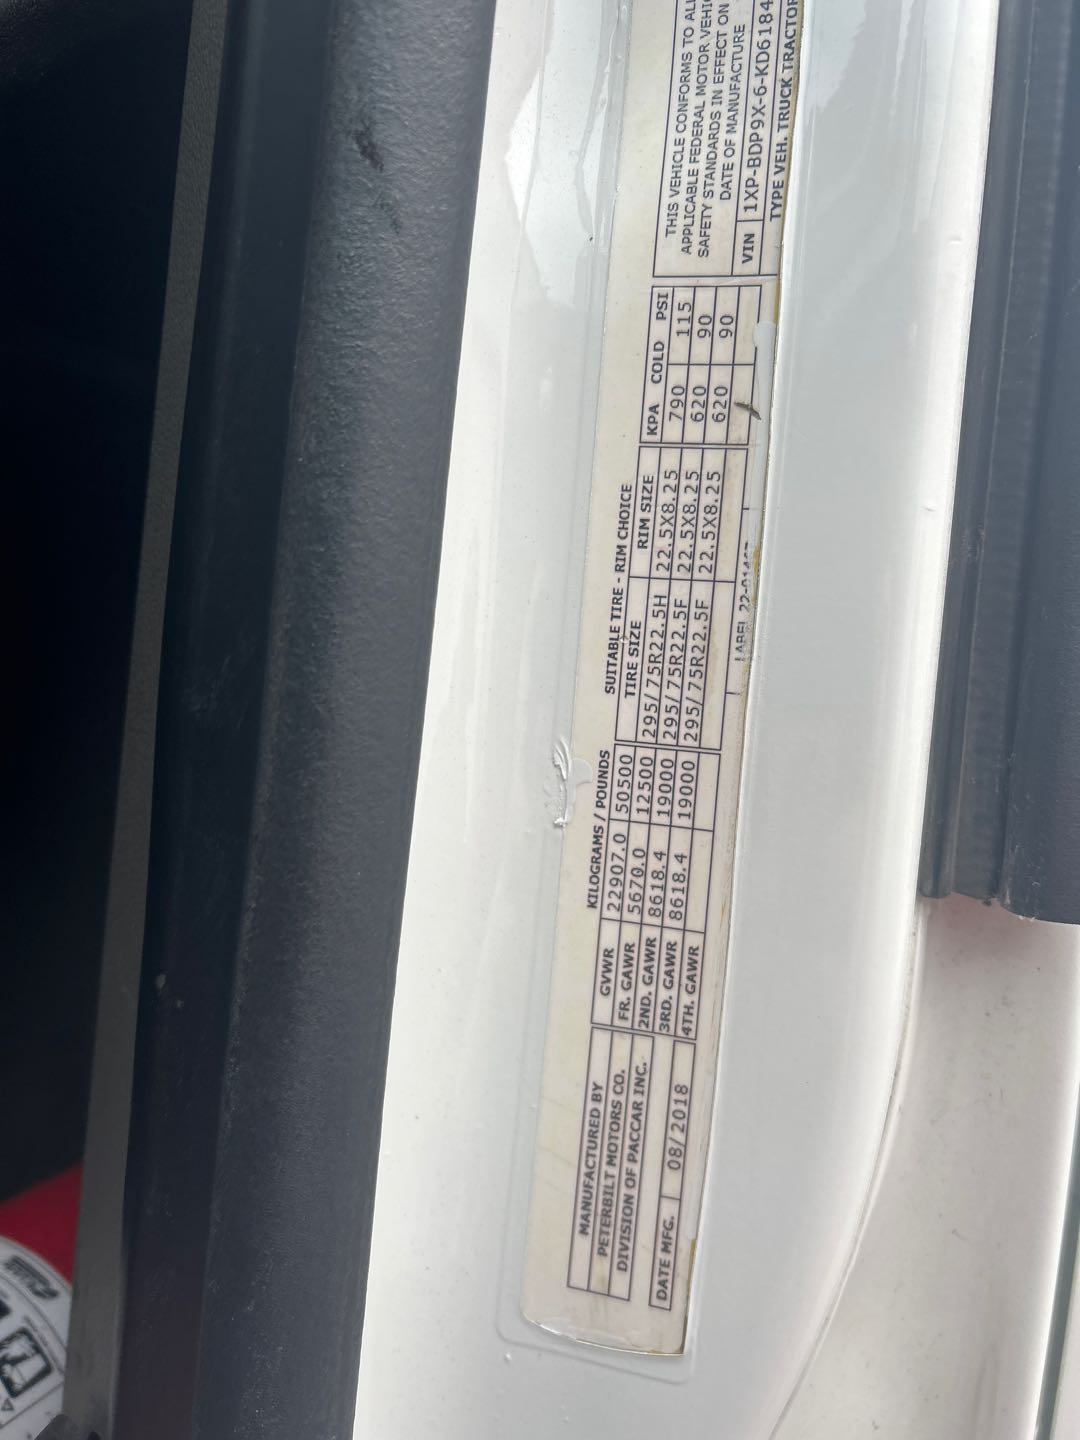 MANUFACTURED BY
PETERBILT MOTORS CO.
DIVISION OF PACCAR INC.
DATE MFG. 08/2018
KILOGRAMS / POUNDS
GVWR 22907.0 50500
FR. GAWR 5670.0 12500
2ND. GAWR 8618.4 19000
3RD. GAWR 8618.4 19000
4TH. GAWR
SUITABLE TIRE - RIM CHOICE
TIRE SIZE RIM SIZE KPA COLD PSI
295/75R22.5H 22.5X8.25 790 115
295/75R22.5F 22.5X8.25 620 90
295/75R22.5F 22.5X8.25 620 90
LABEL
THIS VEHICLE CONFORMS TO
APPLICABLE FEDERAL MOTOR
SAFETY STANDARDS IN EFFECT ON
DATE OF MANUFACTURE
VIN 1XP-BDP9X-6-KD6184
TYPE VEH. TRUCK TRACTOR